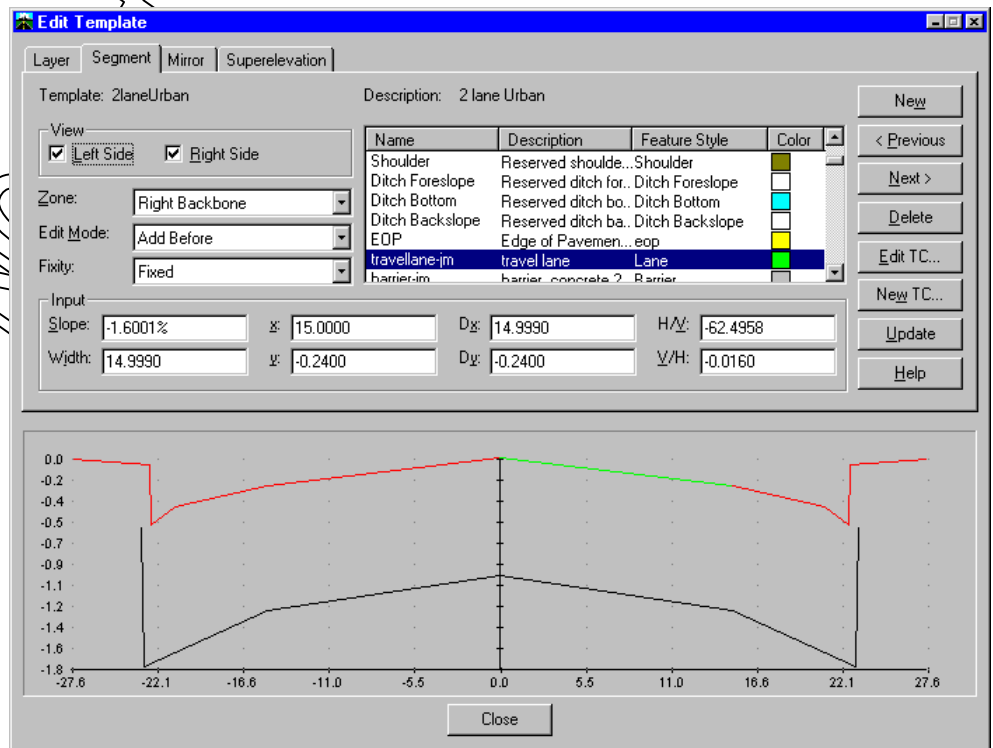 Edit Template
Layer Segment Mirror Superelevation
Template: 2laneUrban Description: 2 lane Urban
New
View
Left Side Right Side
Name Description Feature Style Color
< Previous
Shoulder Reserved shoulde... Shoulder
Ditch Foreslope Reserved ditch for.. Ditch Foreslope
Next >
Zone: Right Backbone
Ditch Bottom Reserved ditch bo.. Ditch Bottom
Ditch Backslope Reserved ditch ba.. Ditch Backslope
Delete
Edit Mode: Add Before
EOP Edge of Pavemen... eop
travellane-jm travel lane Lane
Edit TC...
Fixity: Fixed
barrier-jm barrier, concrete 2 Barrier
New TC...
Input
Slope: -1.6001% x: 15.0000 Dx: 14.9990 H/V: -62.4958
Update
Width: 14.9990 y: -0.2400 Dy: -0.2400 V/H: -0.0160
Help
0.0
-0.2
-0.4
-0.5
-0.7
-0.9
-1.1
-1.2
-1.4
-1.6
-1.8
-27.6 -22.1 -16.6 -11.0 -5.5 0.0 5.5 11.0 16.6 22.1 27.6
Close